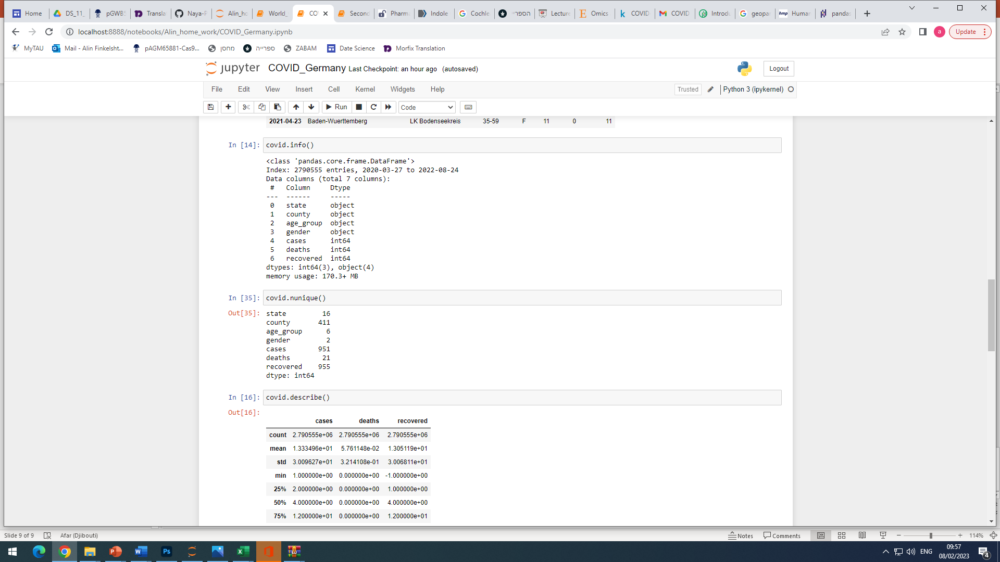 Home DS_11_ pGWB5 Transla Naya-P Alin_ho World_ CO Second Pharma Indole Cochle הספריי Lecture Omics COVID COVID Introdu geopan Human pandas
localhost:8888/notebooks/Alin_home_work/COVID_Germany.ipynb
a
Update
MyTAU Mail - Alin Finkelsht... pAGM65881-Cas9... מחסן ספרייה ZABAM Date Science Morfix Translation
jupyter COVID_Germany Last Checkpoint: an hour ago (autosaved)
Logout
File Edit View Insert Cell Kernel Widgets Help
Trusted Python 3 (ipykernel)
Run Code
2021-04-23 Baden-Wuerttemberg LK Bodenseekreis 35-59 F 11 0 11
In [14]: covid.info()
<class 'pandas.core.frame.DataFrame'>
Index: 2790555 entries, 2020-03-27 to 2022-08-24
Data columns (total 7 columns):
# Column Dtype
--- ------ -----
0 state object
1 county object
2 age_group object
3 gender object
4 cases int64
5 deaths int64
6 recovered int64
dtypes: int64(3), object(4)
memory usage: 170.3+ MB
In [35]: covid.nunique()
Out[35]: state 16
county 411
age_group 6
gender 2
cases 951
deaths 21
recovered 955
dtype: int64
In [16]: covid.describe()
Out[16]:
cases deaths recovered
count 2.790555e+06 2.790555e+06 2.790555e+06
mean 1.333496e+01 5.761148e-02 1.305119e+01
std 3.009627e+01 3.214108e-01 3.006811e+01
min 1.000000e+00 0.000000e+00 -1.000000e+00
25% 2.000000e+00 0.000000e+00 1.000000e+00
50% 4.000000e+00 0.000000e+00 4.000000e+00
75% 1.200000e+01 0.000000e+00 1.200000e+01
Slide 9 of 9 Afar (Djibouti) Notes Comments 114%
ENG 09:57
08/02/2023
4